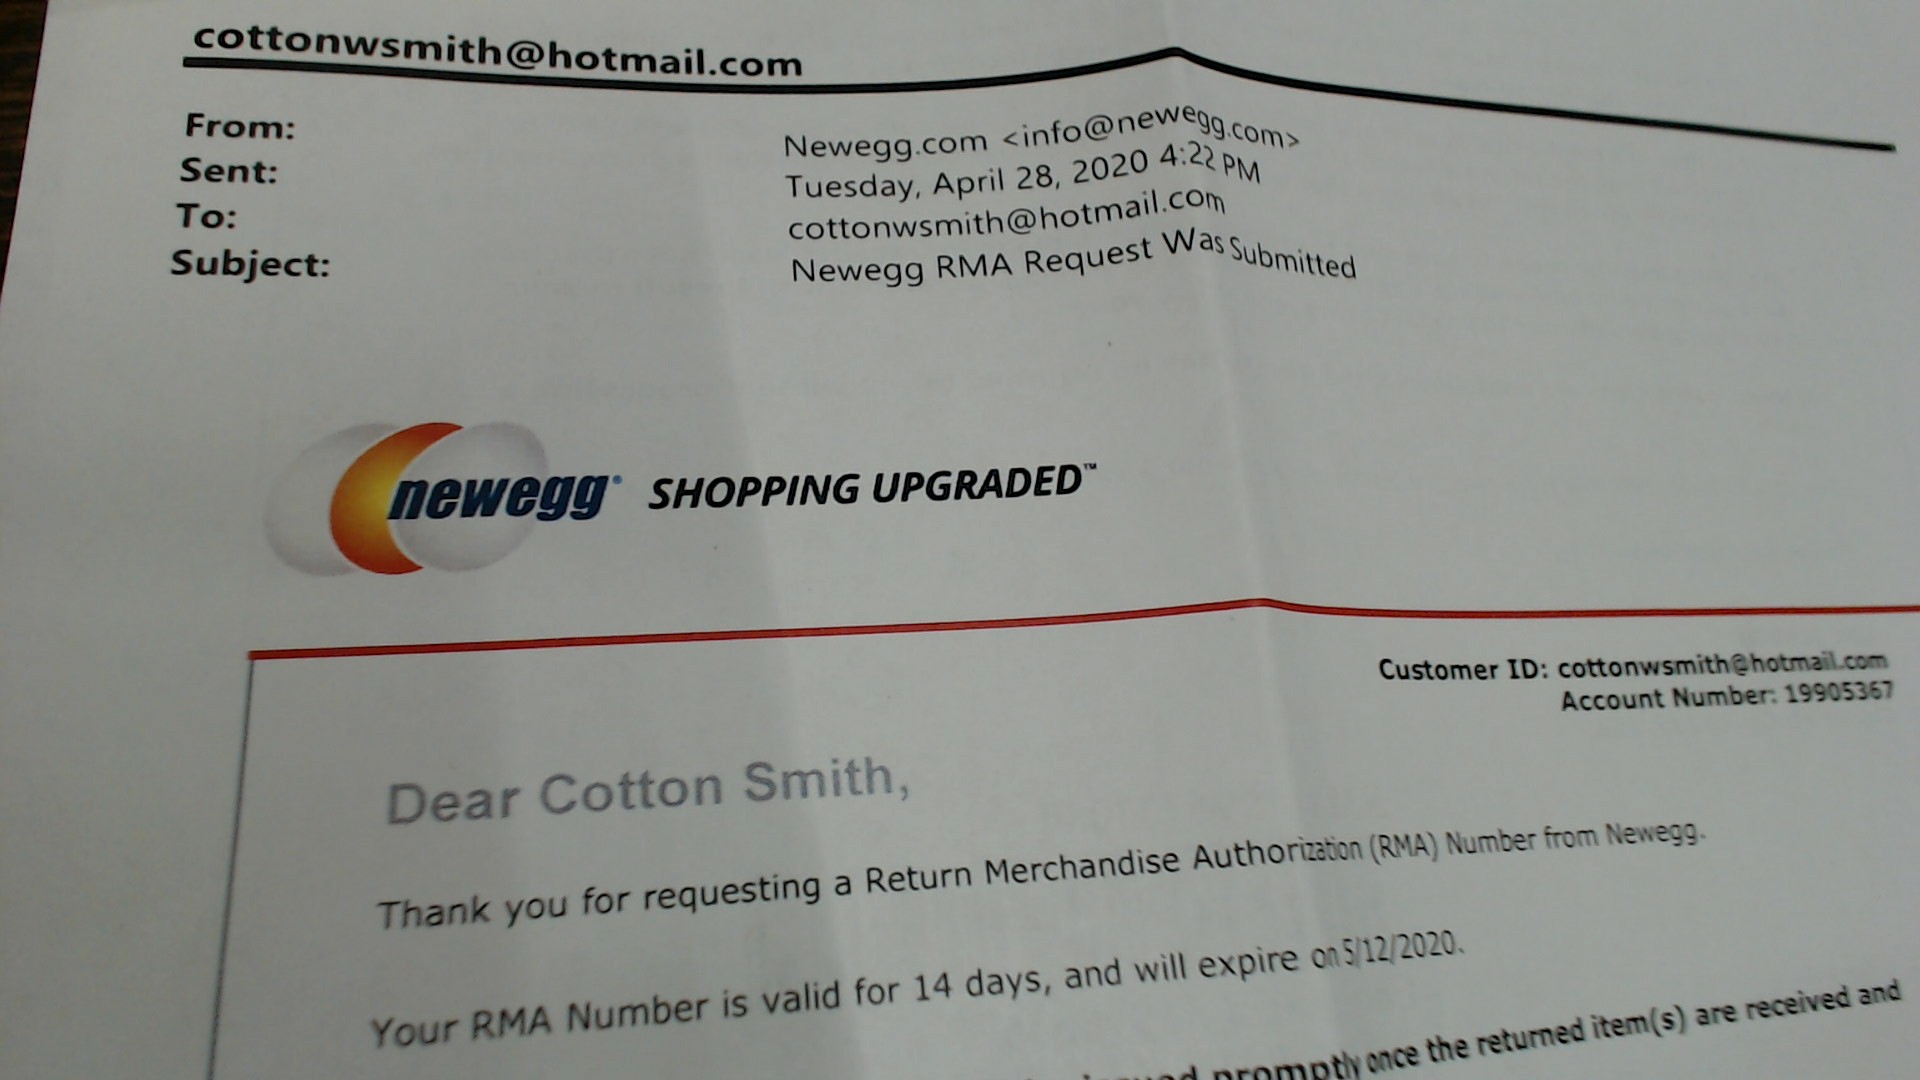 cottonwsmith@hotmail.com
From: Newegg.com <info@newegg.com>
Sent: Tuesday, April 28, 2020 4:22 PM
To: cottonwsmith@hotmail.com
Subject: Newegg RMA Request Was Submitted
newegg® SHOPPING UPGRADED™
Customer ID: cottonwsmith@hotmail.com
Account Number: 19905367
Dear Cotton Smith,
Thank you for requesting a Return Merchandise Authorization (RMA) Number from Newegg.
Your RMA Number is valid for 14 days, and will expire on 5/12/2020.
promptly once the returned item(s) are received and